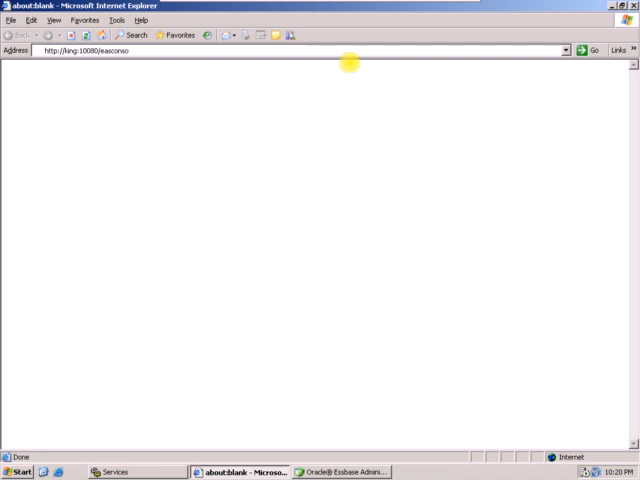 about:blank - Microsoft Internet Explorer
File Edit View Favorites Tools Help
Back Search Favorites
Address http://king:10080/easconso Go Links »
Done Internet
Start Services about:blank - Microso... Oracle® Essbase Admini... 10:20 PM